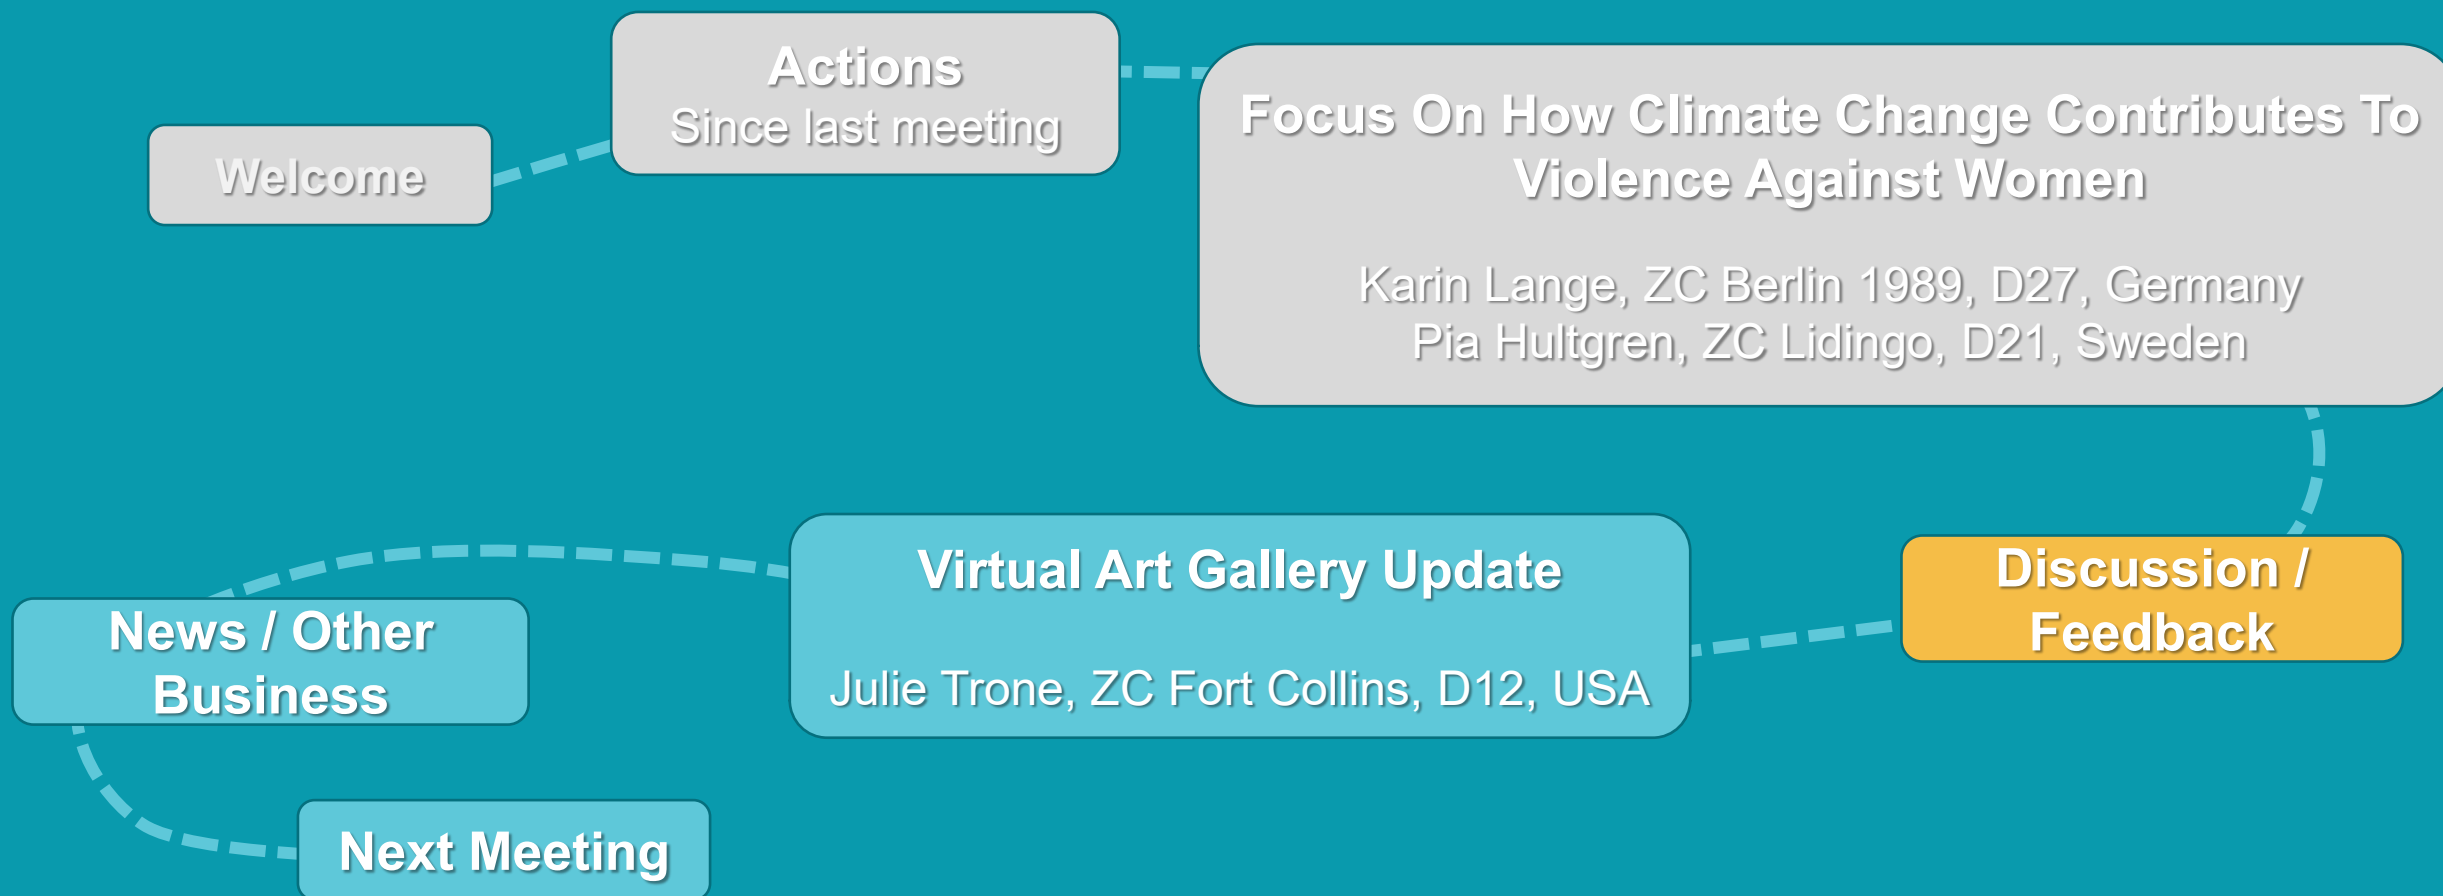 Welcome
Actions
Since last meeting
Focus On How Climate Change Contributes To
Violence Against Women
Karin Lange, ZC Berlin 1989, D27, Germany
Pia Hultgren, ZC Lidingo, D21, Sweden
Discussion /
Feedback
Virtual Art Gallery Update
Julie Trone, ZC Fort Collins, D12, USA
News / Other
Business
Next Meeting